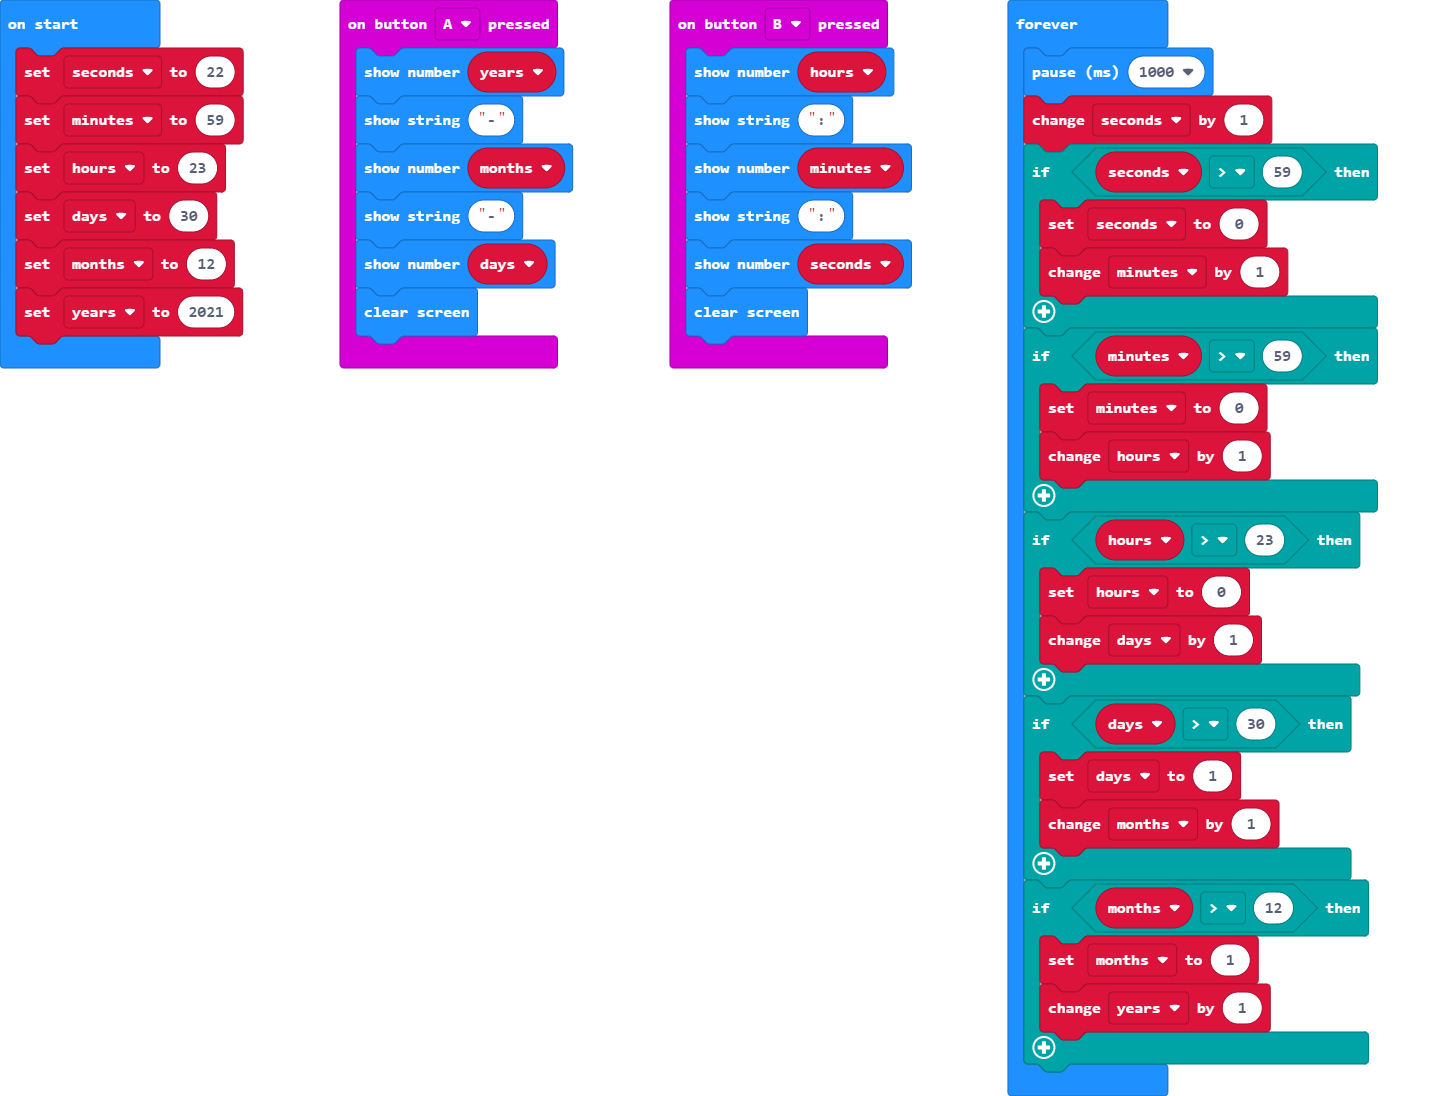 on start
set seconds to 22
set minutes to 59
set hours to 23
set days to 30
set months to 12
set years to 2021
on button A pressed
show number years
show string "-"
show number months
show string "-"
show number days
clear screen
on button B pressed
show number hours
show string ":"
show number minutes
show string ":"
show number seconds
clear screen
forever
pause (ms) 1000
change seconds by 1
if seconds > 59 then
set seconds to 0
change minutes by 1
if minutes > 59 then
set minutes to 0
change hours by 1
if hours > 23 then
set hours to 0
change days by 1
if days > 30 then
set days to 1
change months by 1
if months > 12 then
set months to 1
change years by 1